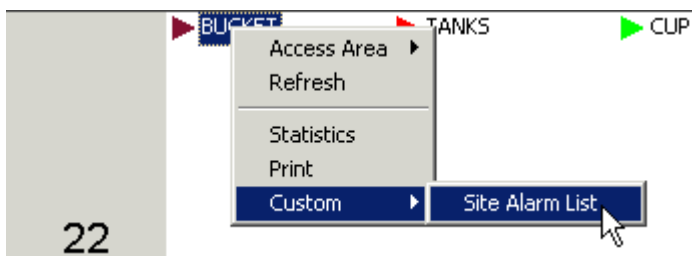 BUCKET TANKS CUP
Access Area
Refresh
Statistics
Print
Custom Site Alarm List
22